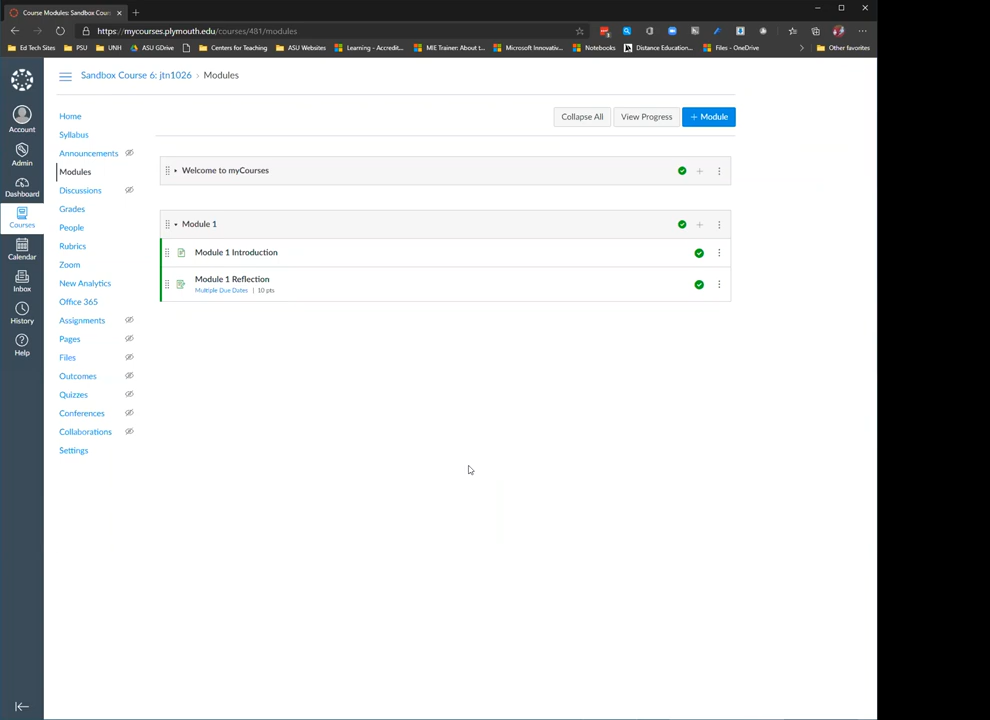 Course Modules: Sandbox Cours
https://mycourses.plymouth.edu/courses/481/modules
Ed Tech Sites
PSU
UNH
ASU GDrive
Centers for Teaching
ASU Websites
Learning - Accredit...
MIE Trainer: About t...
Microsoft Innovativ...
Notebooks
Distance Education...
Files - OneDrive
Other favorites
Sandbox Course 6: jtn1026 › Modules
Account
Admin
Dashboard
Courses
Calendar
Inbox
History
Help
Home
Syllabus
Announcements
Modules
Discussions
Grades
People
Rubrics
Zoom
New Analytics
Office 365
Assignments
Pages
Files
Outcomes
Quizzes
Conferences
Collaborations
Settings
Collapse All
View Progress
+ Module
Welcome to myCourses
Module 1
Module 1 Introduction
Module 1 Reflection
Multiple Due Dates | 10 pts